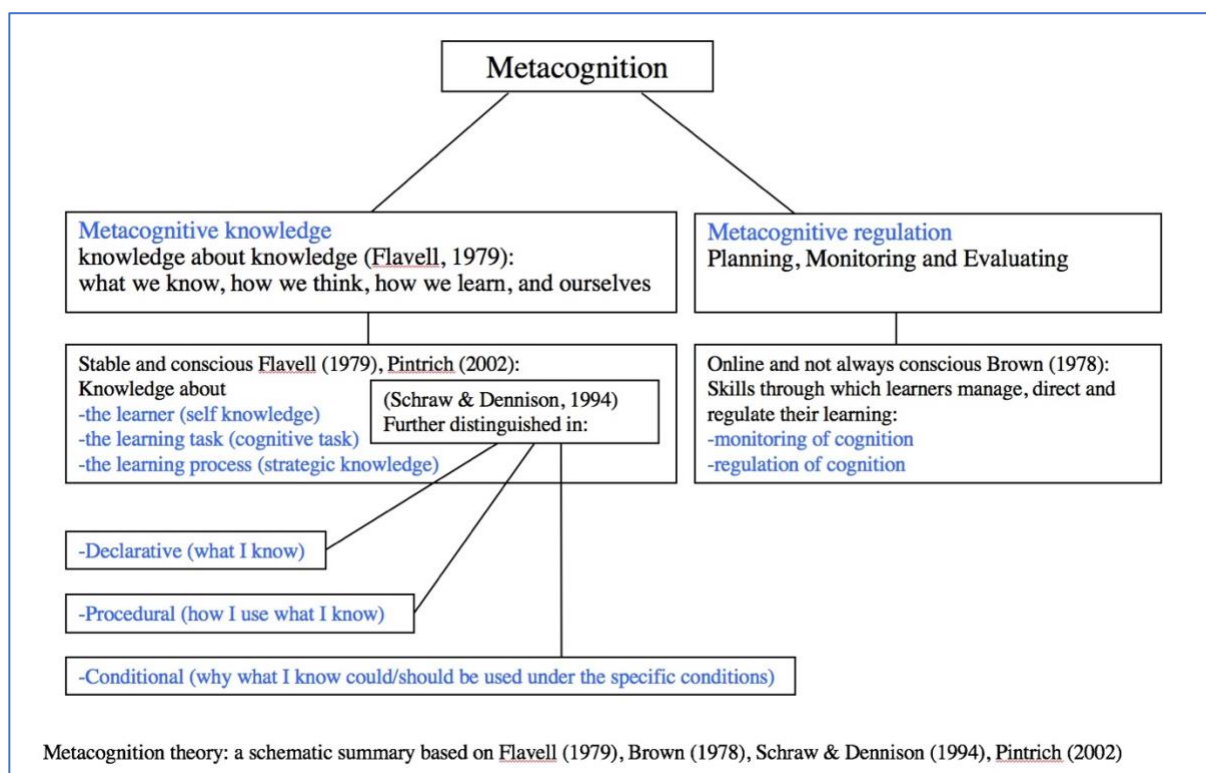 Metacognition
Metacognitive knowledge
knowledge about knowledge (Flavell, 1979):
what we know, how we think, how we learn, and ourselves
Metacognitive regulation
Planning, Monitoring and Evaluating
Stable and conscious Flavell (1979), Pintrich (2002):
Knowledge about
-the learner (self knowledge)
-the learning task (cognitive task)
-the learning process (strategic knowledge)
(Schraw & Dennison, 1994)
Further distinguished in:
Online and not always conscious Brown (1978):
Skills through which learners manage, direct and
regulate their learning:
-monitoring of cognition
-regulation of cognition
-Declarative (what I know)
-Procedural (how I use what I know)
-Conditional (why what I know could/should be used under the specific conditions)
Metacognition theory: a schematic summary based on Flavell (1979), Brown (1978), Schraw & Dennison (1994), Pintrich (2002)